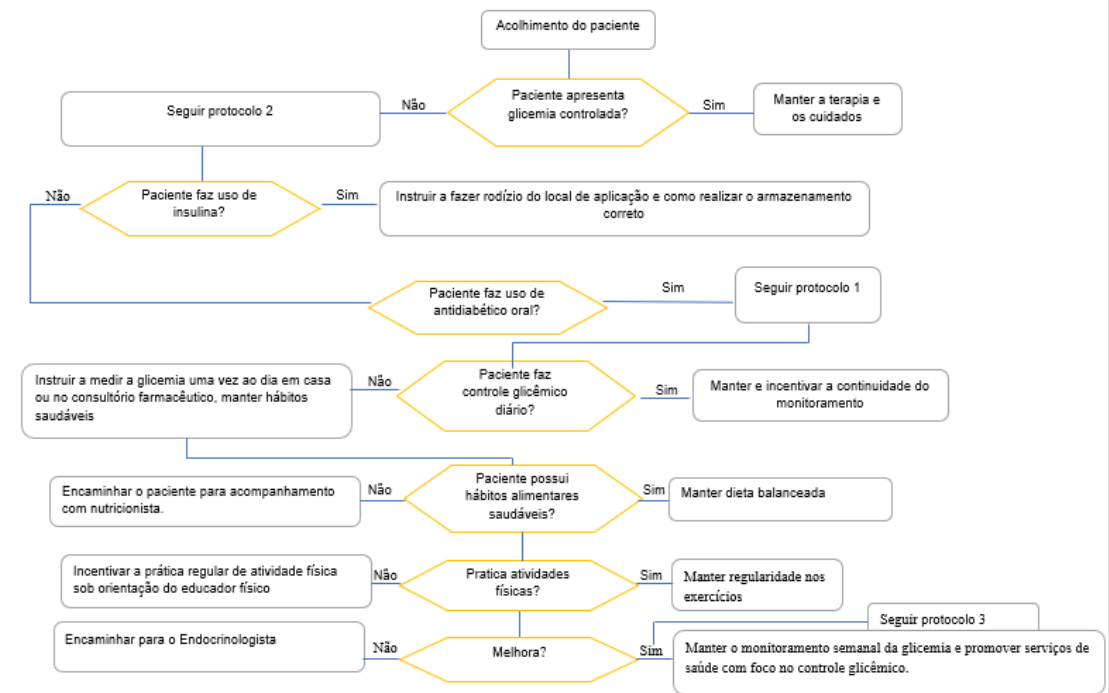 Acolhimento do paciente
Seguir protocolo 2
Não
Paciente apresenta
glicemia controlada?
Sim
Manter a terapia e
os cuidados
Não
Paciente faz uso de
insulina?
Sim
Instruir a fazer rodízio do local de aplicação e como realizar o armazenamento
correto
Paciente faz uso de
antidiabético oral?
Sim
Seguir protocolo 1
Instruir a medir a glicemia uma vez ao dia em casa
ou no consultório farmacêutico, manter hábitos
saudáveis
Não
Paciente faz
controle glicêmico
diário?
Sim
Manter e incentivar a continuidade do
monitoramento
Encaminhar o paciente para acompanhamento
com nutricionista.
Não
Paciente possui
hábitos alimentares
saudáveis?
Sim
Manter dieta balanceada
Incentivar a prática regular de atividade física
sob orientação do educador físico
Não
Pratica atividades
físicas?
Sim
Manter regularidade nos
exercícios
Encaminhar para o Endocrinologista
Não
Melhora?
Sim
Seguir protocolo 3
Manter o monitoramento semanal da glicemia e promover serviços de
saúde com foco no controle glicêmico.